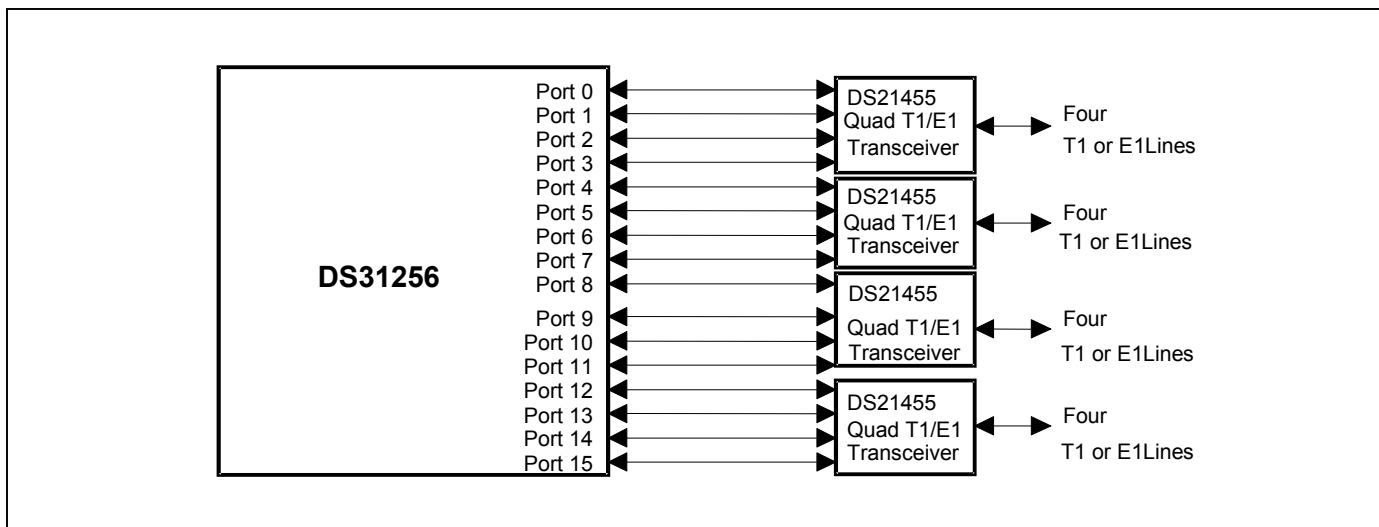 DS31256
Port 0
Port 1
Port 2
Port 3
Port 4
Port 5
Port 6
Port 7
Port 8
Port 9
Port 10
Port 11
Port 12
Port 13
Port 14
Port 15
DS21455
Quad T1/E1
Transceiver
Four
T1 or E1Lines
DS21455
Quad T1/E1
Transceiver
Four
T1 or E1Lines
DS21455
Quad T1/E1
Transceiver
Four
T1 or E1Lines
DS21455
Quad T1/E1
Transceiver
Four
T1 or E1Lines